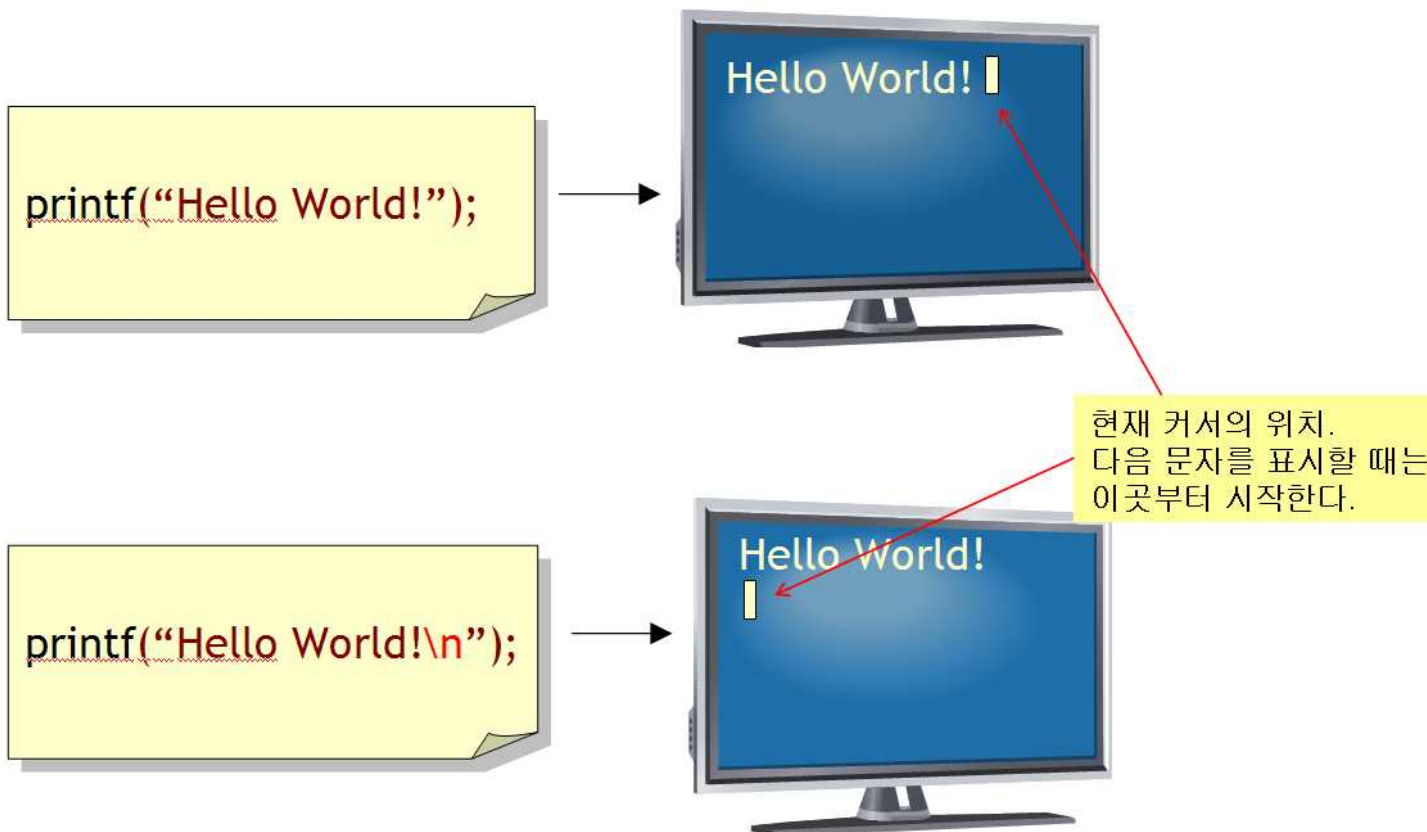 printf(“Hello World!”);
Hello World!
현재 커서의 위치.
다음 문자를 표시할 때는
이곳부터 시작한다.
printf(“Hello World!\n”);
Hello World!